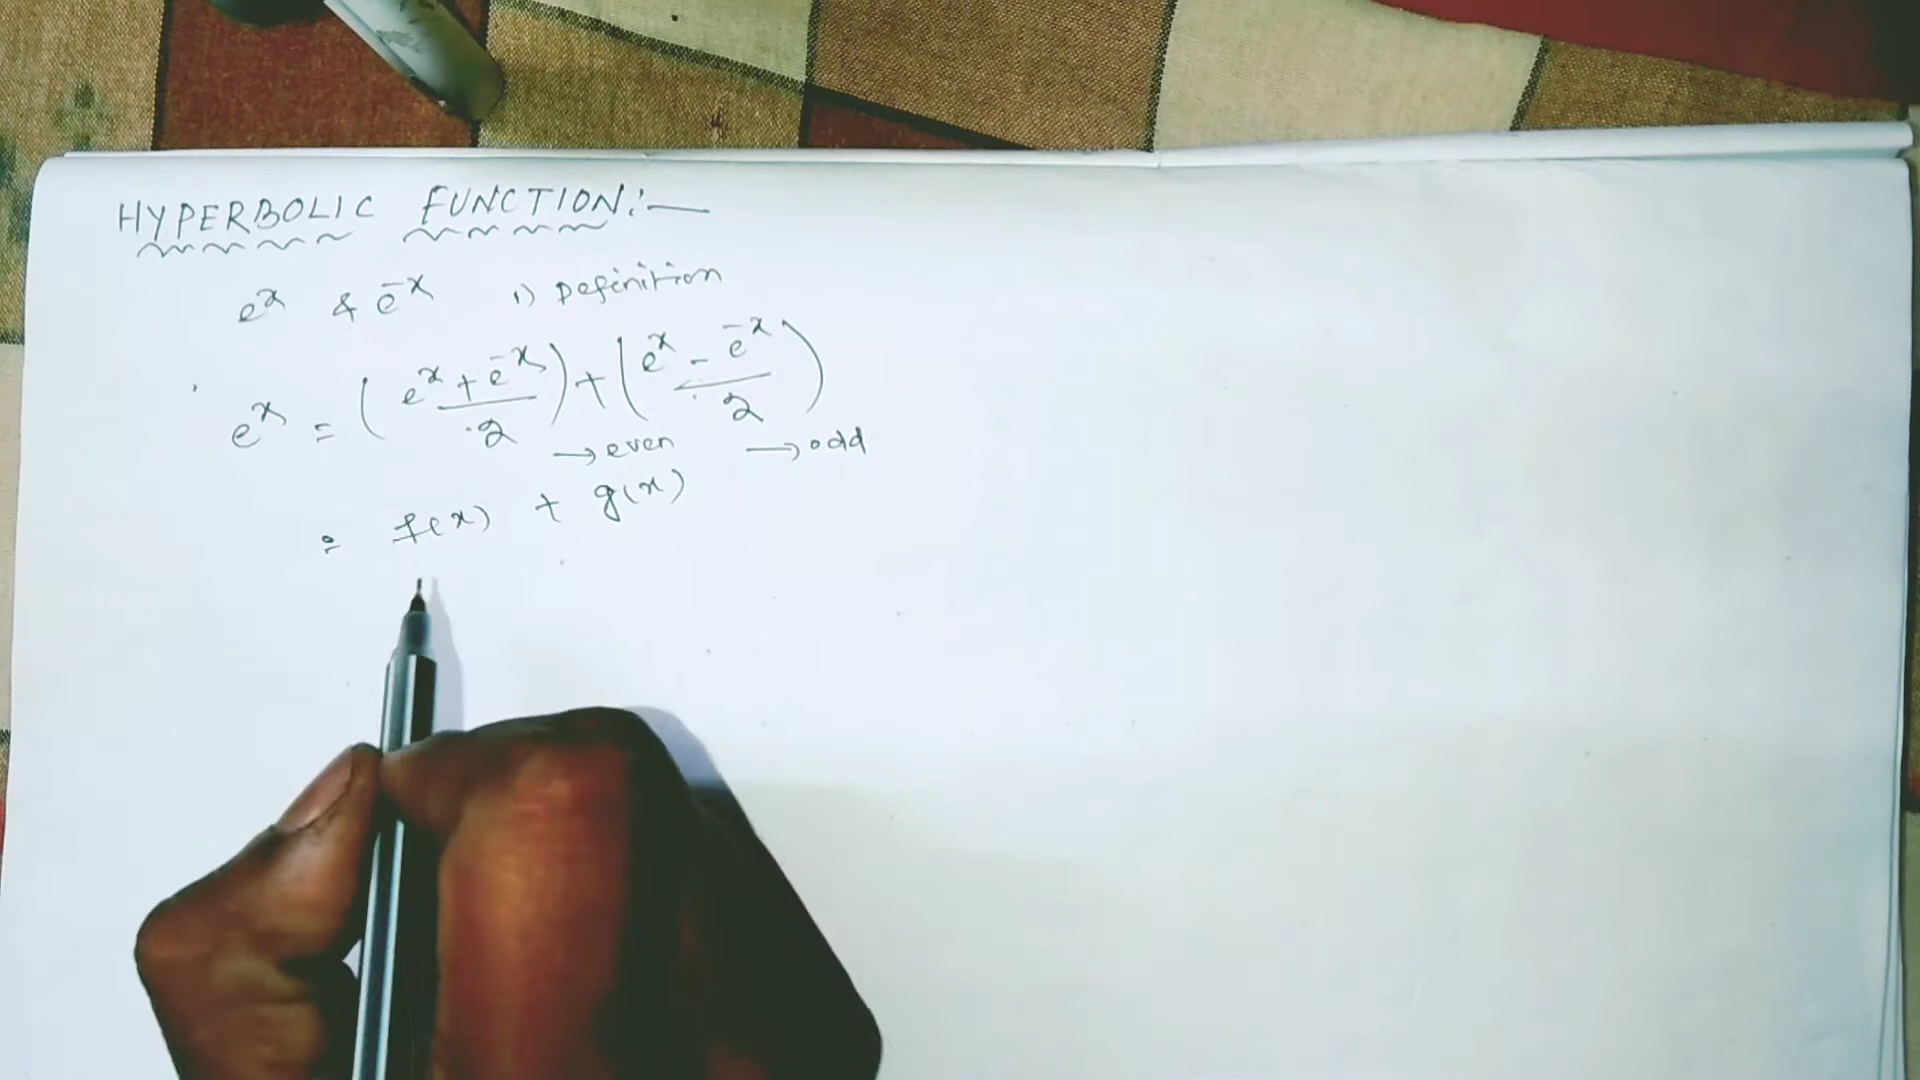 HYPERBOLIC FUNCTION:—
e^x & e^-x 1) Definition
e^x = (e^x + e^-x / 2) + (e^x - e^-x / 2)
→ even → odd
= f(x) + g(x)